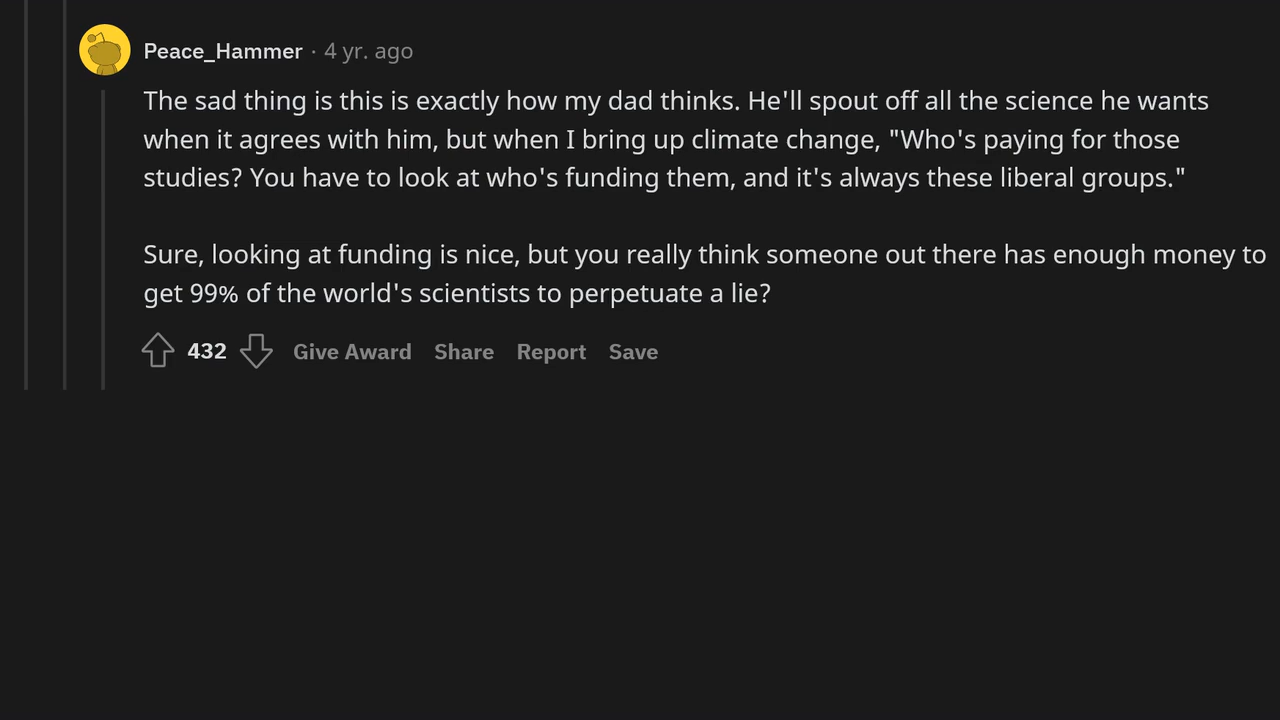 Peace_Hammer · 4 yr. ago
The sad thing is this is exactly how my dad thinks. He'll spout off all the science he wants
when it agrees with him, but when I bring up climate change, "Who's paying for those
studies? You have to look at who's funding them, and it's always these liberal groups."
Sure, looking at funding is nice, but you really think someone out there has enough money to
get 99% of the world's scientists to perpetuate a lie?
432 Give Award Share Report Save